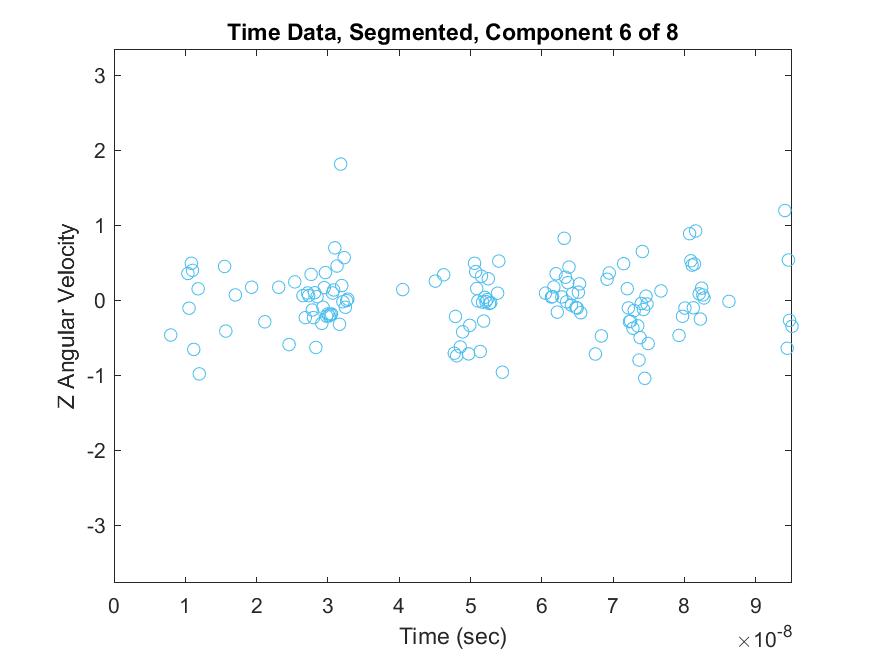 Time Data, Segmented, Component 6 of 8
3
2
1
0
-1
-2
-3
Z Angular Velocity
0 1 2 3 4 5 6 7 8 9
Time (sec)
×10-8